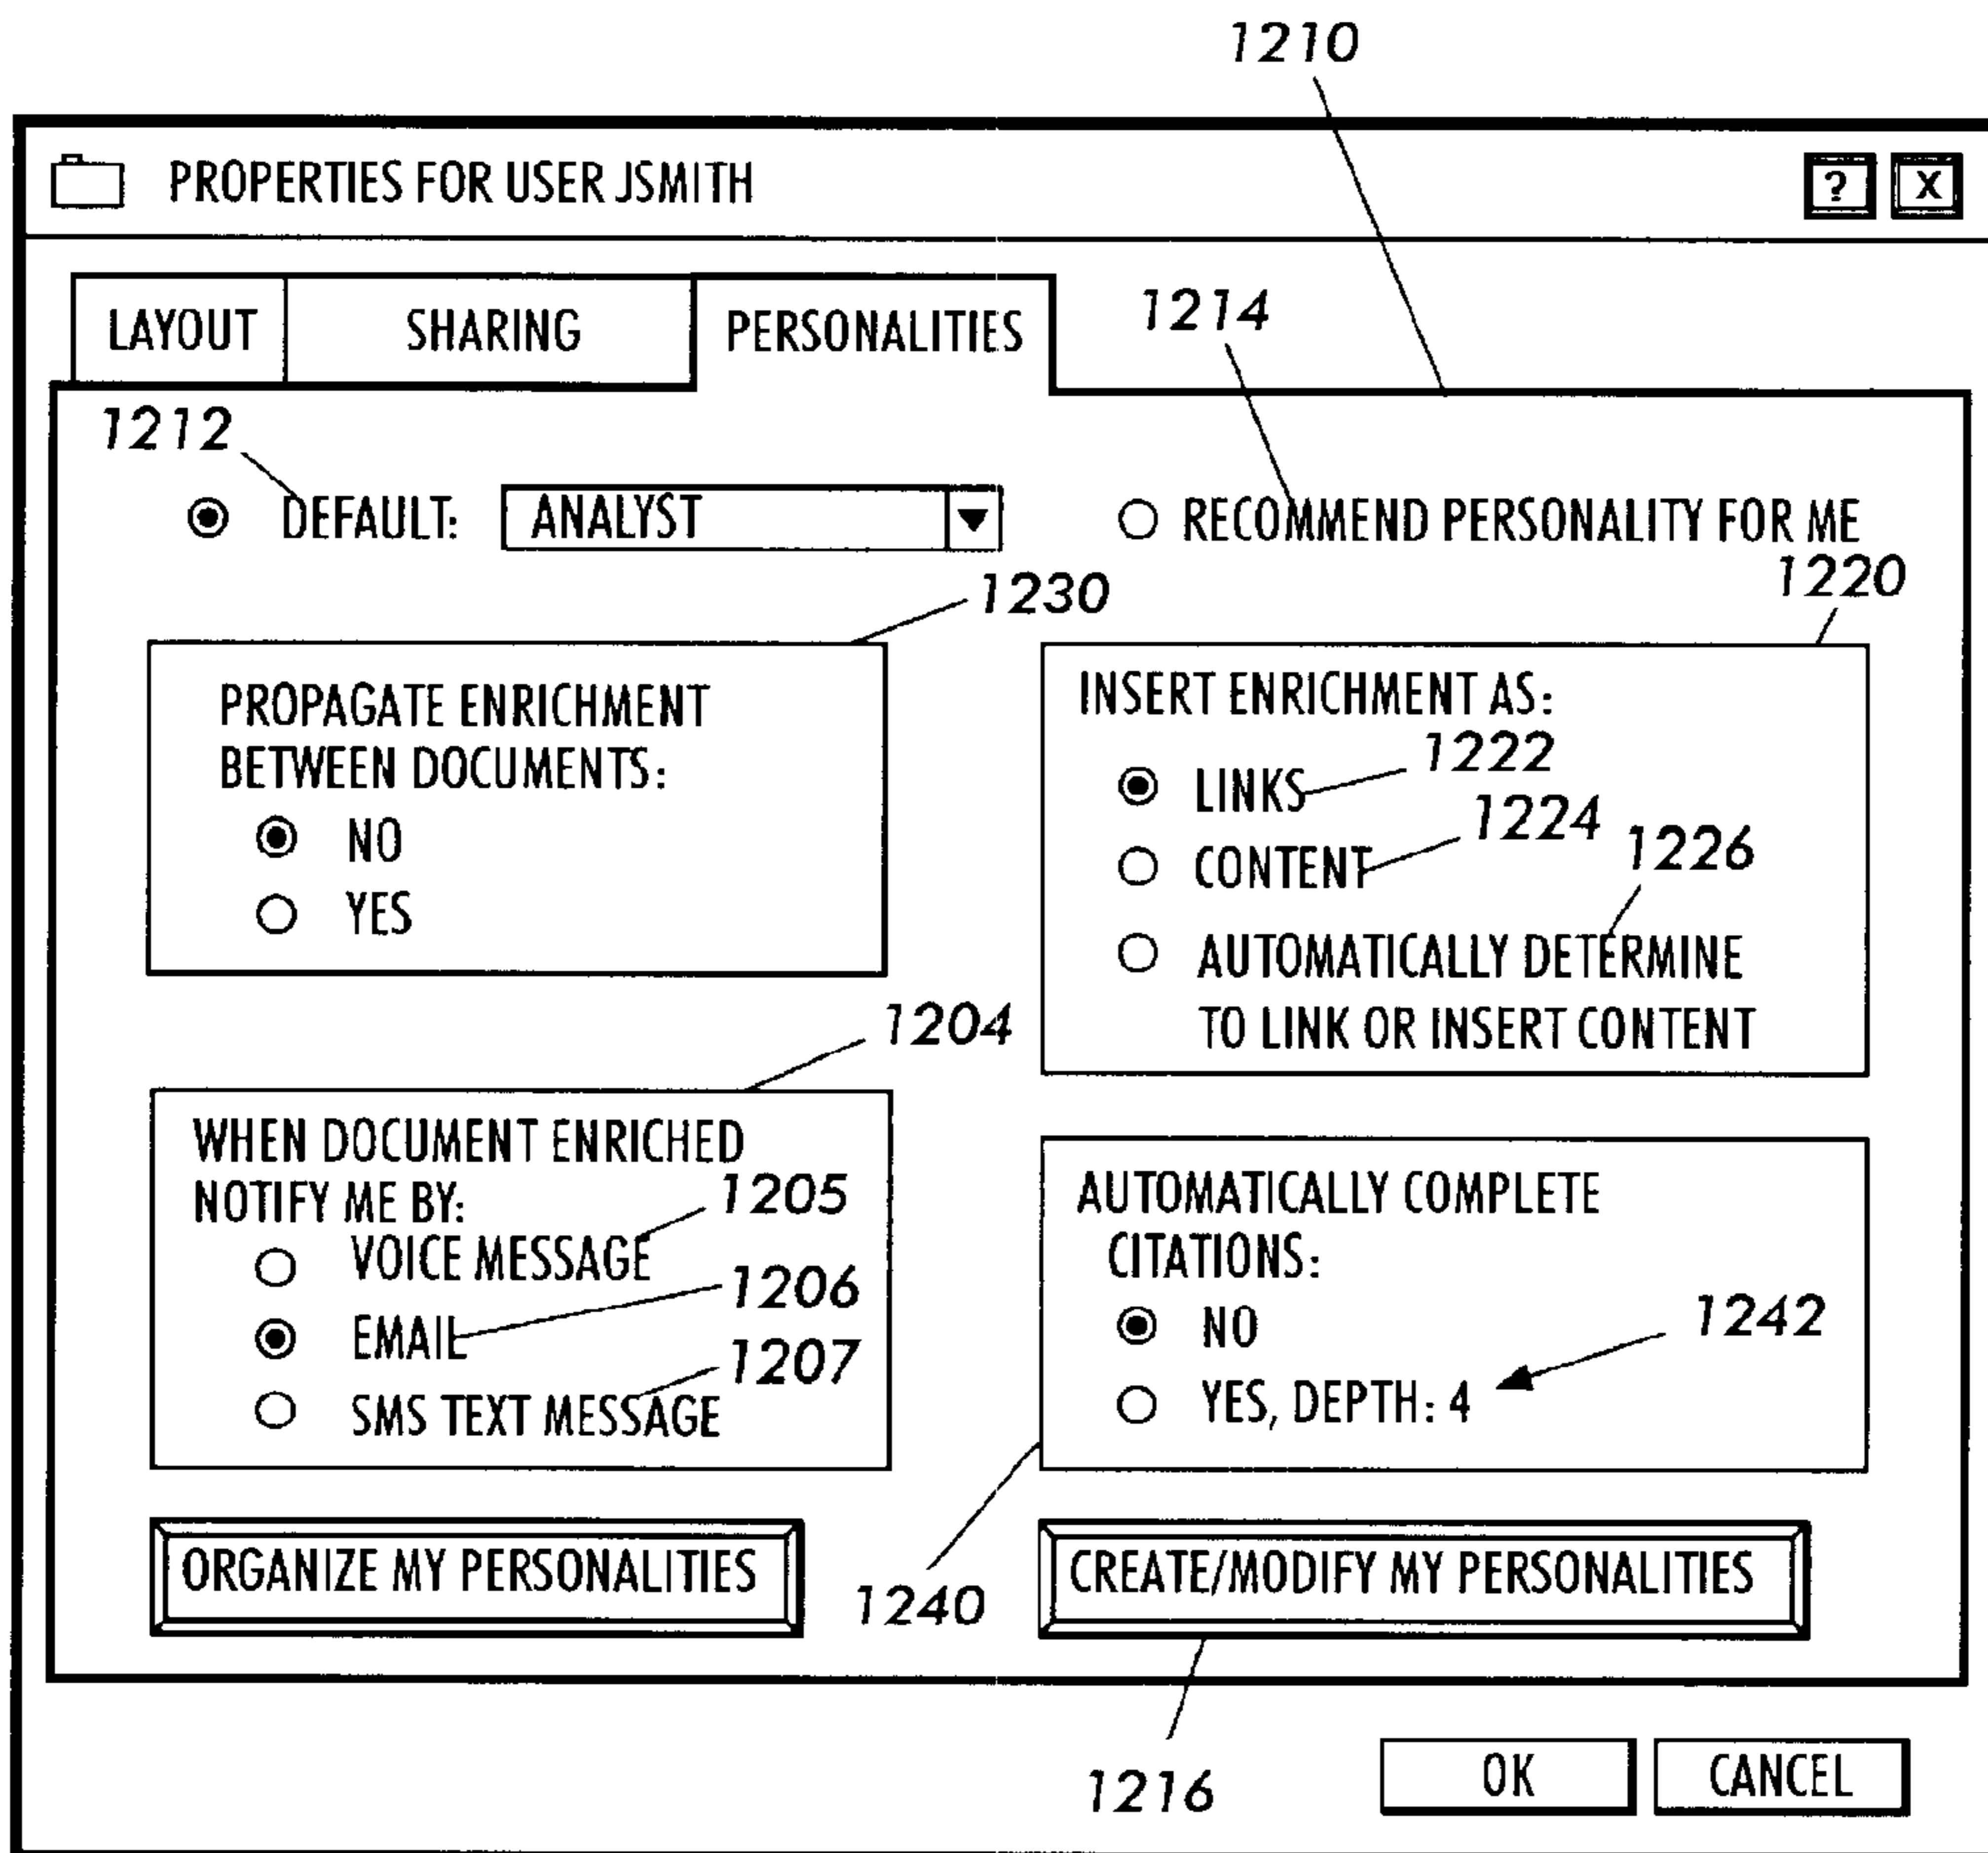 1210
PROPERTIES FOR USER JSMITH ? X
LAYOUT SHARING PERSONALITIES 1214
1212
DEFAULT: ANALYST RECOMMEND PERSONALITY FOR ME
1230 1220
PROPAGATE ENRICHMENT
BETWEEN DOCUMENTS:
NO
YES
INSERT ENRICHMENT AS:
LINKS 1222
CONTENT 1224
1226
AUTOMATICALLY DETERMINE
TO LINK OR INSERT CONTENT
1204
WHEN DOCUMENT ENRICHED
NOTIFY ME BY: 1205
VOICE MESSAGE
EMAIL 1206
SMS TEXT MESSAGE 1207
AUTOMATICALLY COMPLETE
CITATIONS:
NO
YES, DEPTH: 4 1242
ORGANIZE MY PERSONALITIES 1240 CREATE/MODIFY MY PERSONALITIES
1216 OK CANCEL